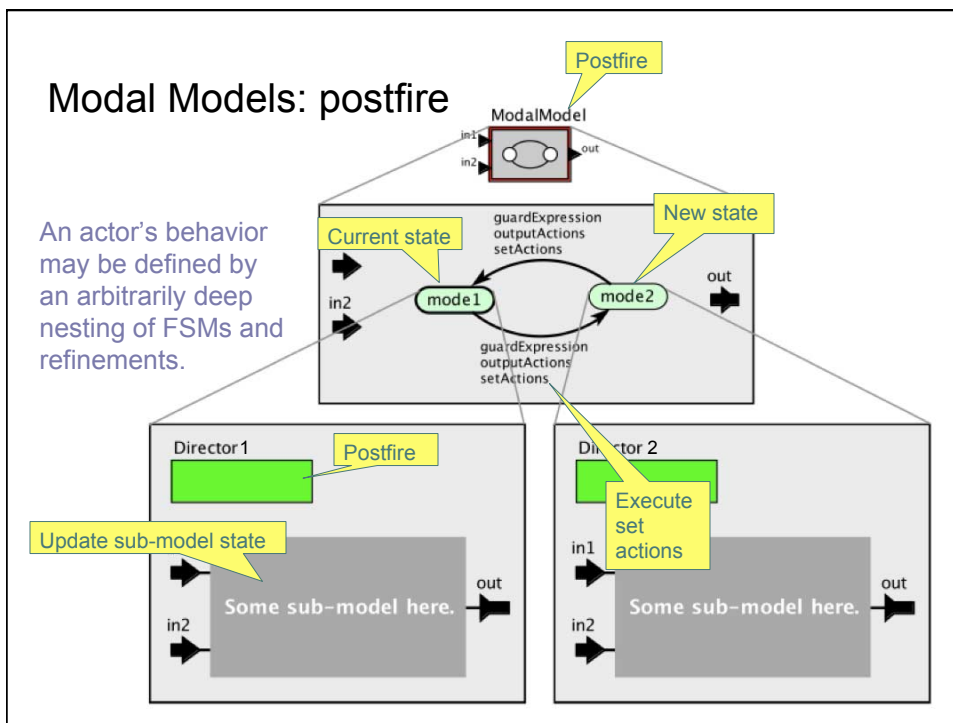 Postfire
Modal Models: postfire
ModalModel
in1
in2
out
An actor's behavior
may be defined by
an arbitrarily deep
nesting of FSMs and
refinements.
Current state
guardExpression
outputActions
setActions
New state
in2
mode1
mode2
out
guardExpression
outputActions
setActions
Director1
Postfire
Update sub-model state
in2
Some sub-model here.
out
Director 2
Execute
set
actions
in1
in2
Some sub-model here.
out